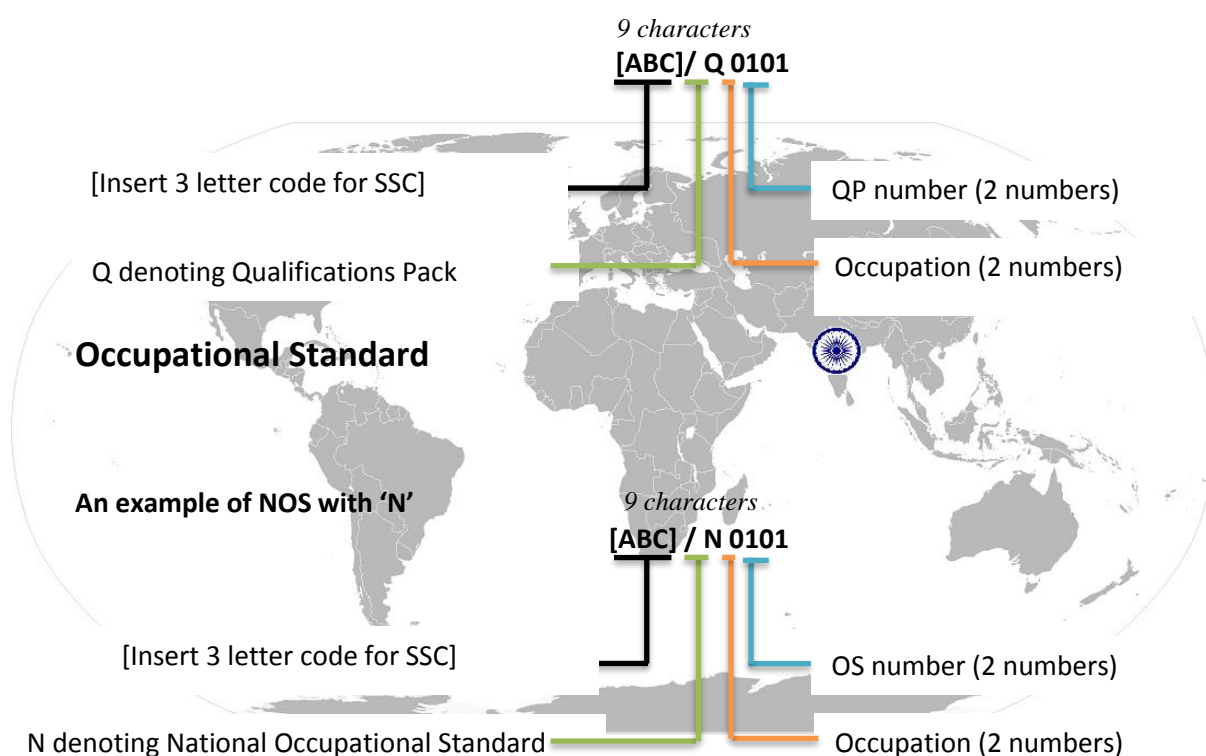 9 characters
[ABC]/ Q 0101
[Insert 3 letter code for SSC]
QP number (2 numbers)
Q denoting Qualifications Pack
Occupation (2 numbers)
Occupational Standard
An example of NOS with ‘N’
9 characters
[ABC] / N 0101
[Insert 3 letter code for SSC]
OS number (2 numbers)
N denoting National Occupational Standard
Occupation (2 numbers)